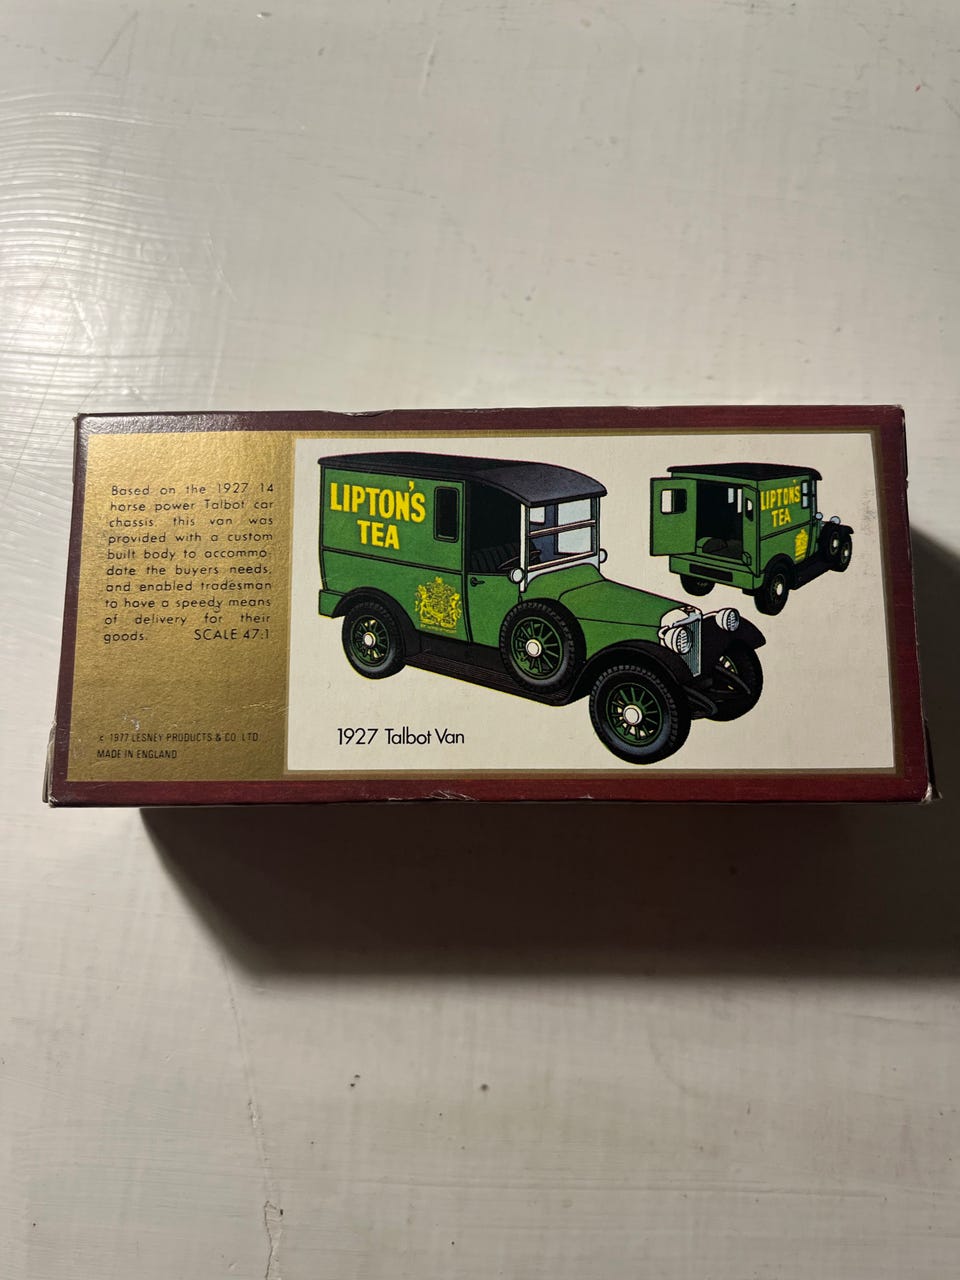 Based on the 1927 14
horse power Talbot car
chassis, this van was
provided with a custom
built body to accommo
date the buyers needs,
and enabled tradesman
to have a speedy means
of delivery for their
goods. SCALE 47:1
© 1977 LESNEY PRODUCTS & CO LTD
MADE IN ENGLAND
LIPTON'S
TEA
LIPTON'S
TEA
1927 Talbot Van